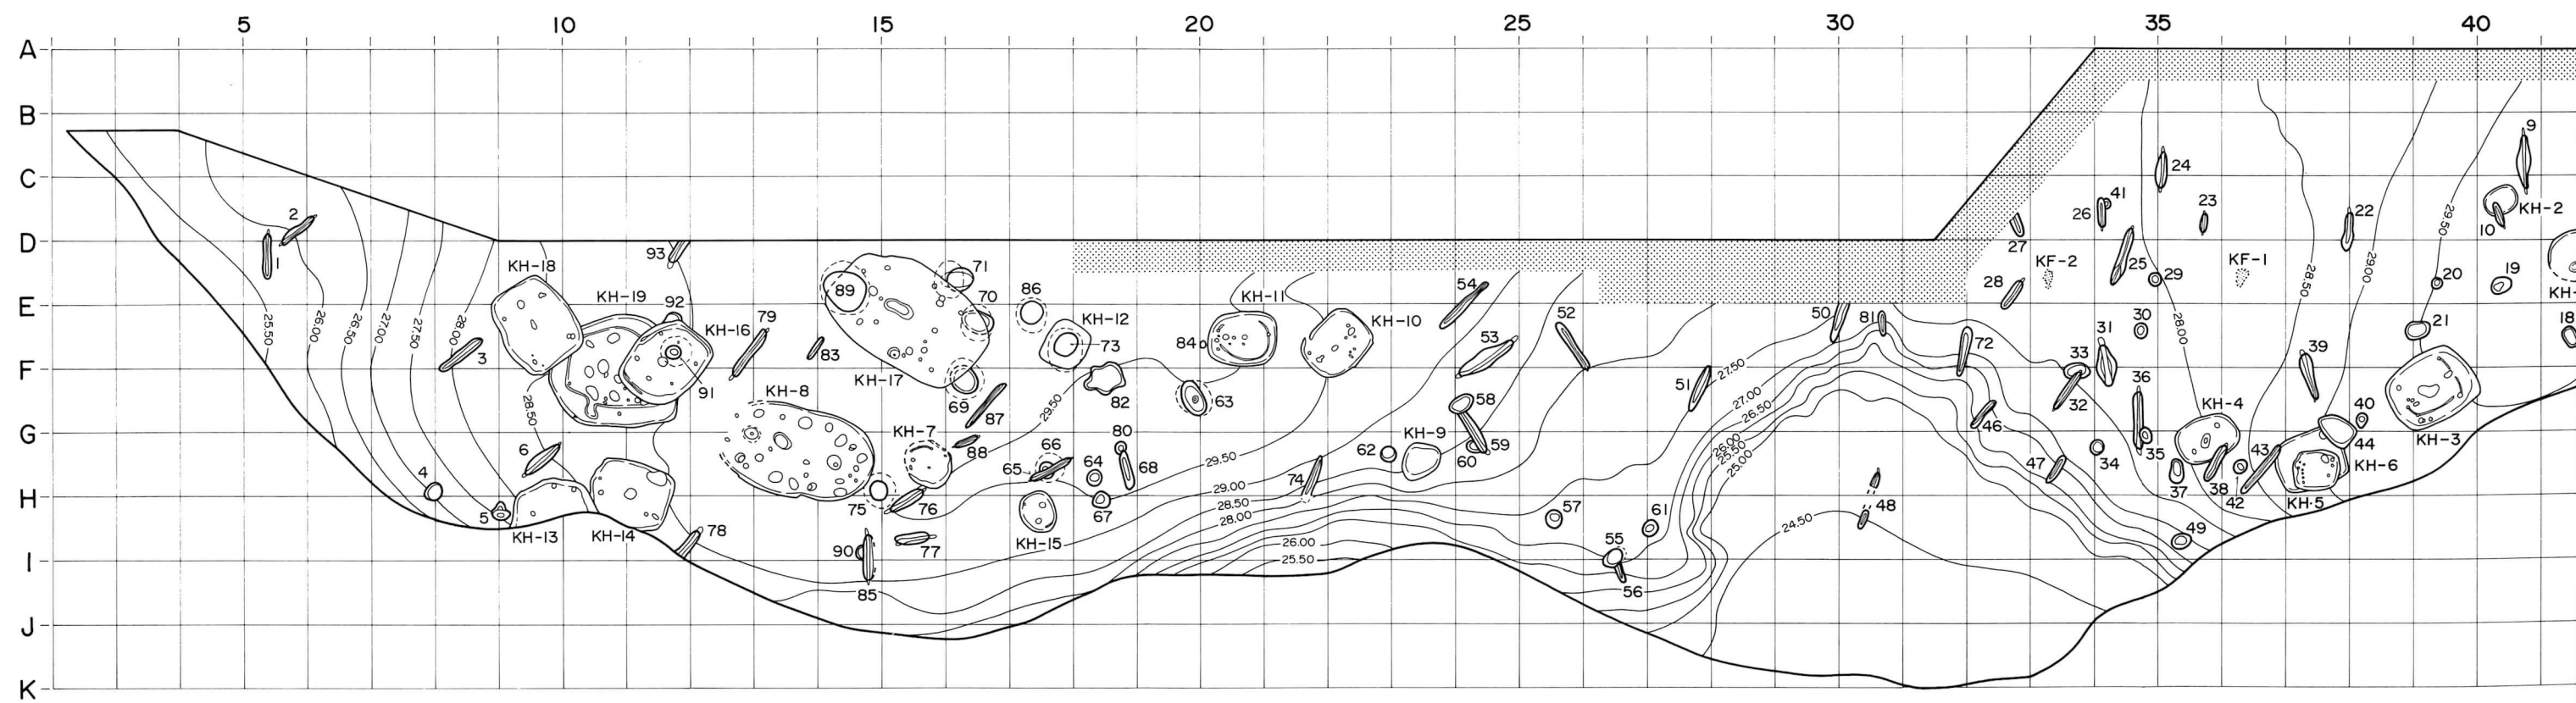 5 10 15 20 25 30 35 40
A
B
9
C
24
41 23 KH-2
2 26 22 29.50
10
D
93 27 29.00
1 KH-18 71 KF-2 25 KF-1 28.50
89 54 28 29 20 19 KH-
KH-19 92 70 86 KH-11
E
25.50 26.00 26.50 27.00 27.50 28.00 79 KH-16 KH-12 KH-10 52 50 81 30 28.00 21 18
3 83 73 84 53 72 31 39
F
KH-17 33
91 27.50
28.50 KH-8 69 87 82 63 58 51 27.00 32 36 KH-4 40
29.50 26.50 46
G
KH-7 80 KH-9 59 26.00 44 KH-3
6 88 66 62 25.50 35 43
65 64 68 29.50 60 25.00 47 34 KH-6
4 74 37 38 42
H
29.00
5 75 76 67 28.50 57 61 48 KH-5
KH-13 KH-14 78 KH-15 28.00 24.50 49
90 77 26.00 55
I
25.50
85 56
J
K